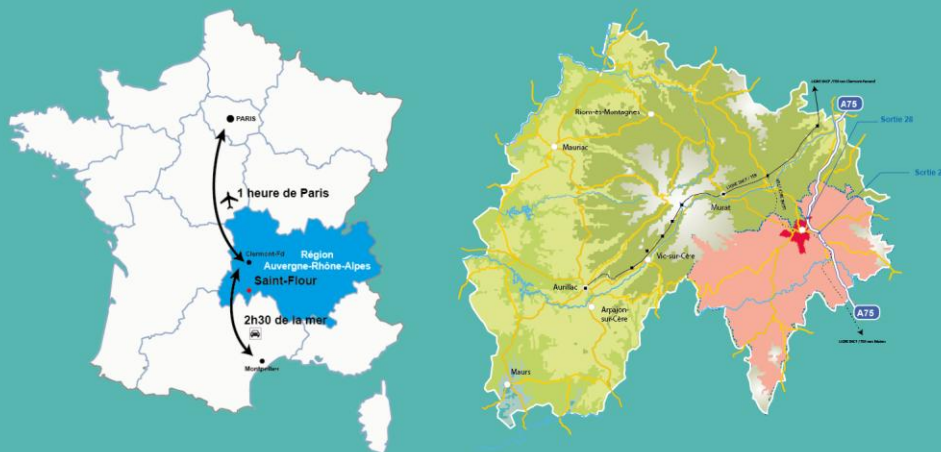 PARIS
1 heure de Paris
Clermont-Fd
Région
Auvergne-Rhône-Alpes
Saint-Flour
2h30 de la mer
Montpellier
A75
Sortie 28
Riom-ès-Montagnes
Mauriac
Murat
Vic-sur-Cère
Aurillac
Arpajon-
sur-Cère
A75
Maurs